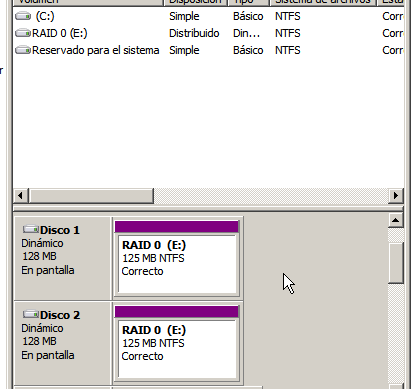 Volumen Disposición Tipo Sistema de archivos Esta
(C:) Simple Básico NTFS Corr
RAID 0 (E:) Distribuido Din... NTFS Corr
Reservado para el sistema Simple Básico NTFS Corr
r
Disco 1
Dinámico
128 MB
En pantalla
RAID 0 (E:)
125 MB NTFS
Correcto
Disco 2
Dinámico
128 MB
En pantalla
RAID 0 (E:)
125 MB NTFS
Correcto